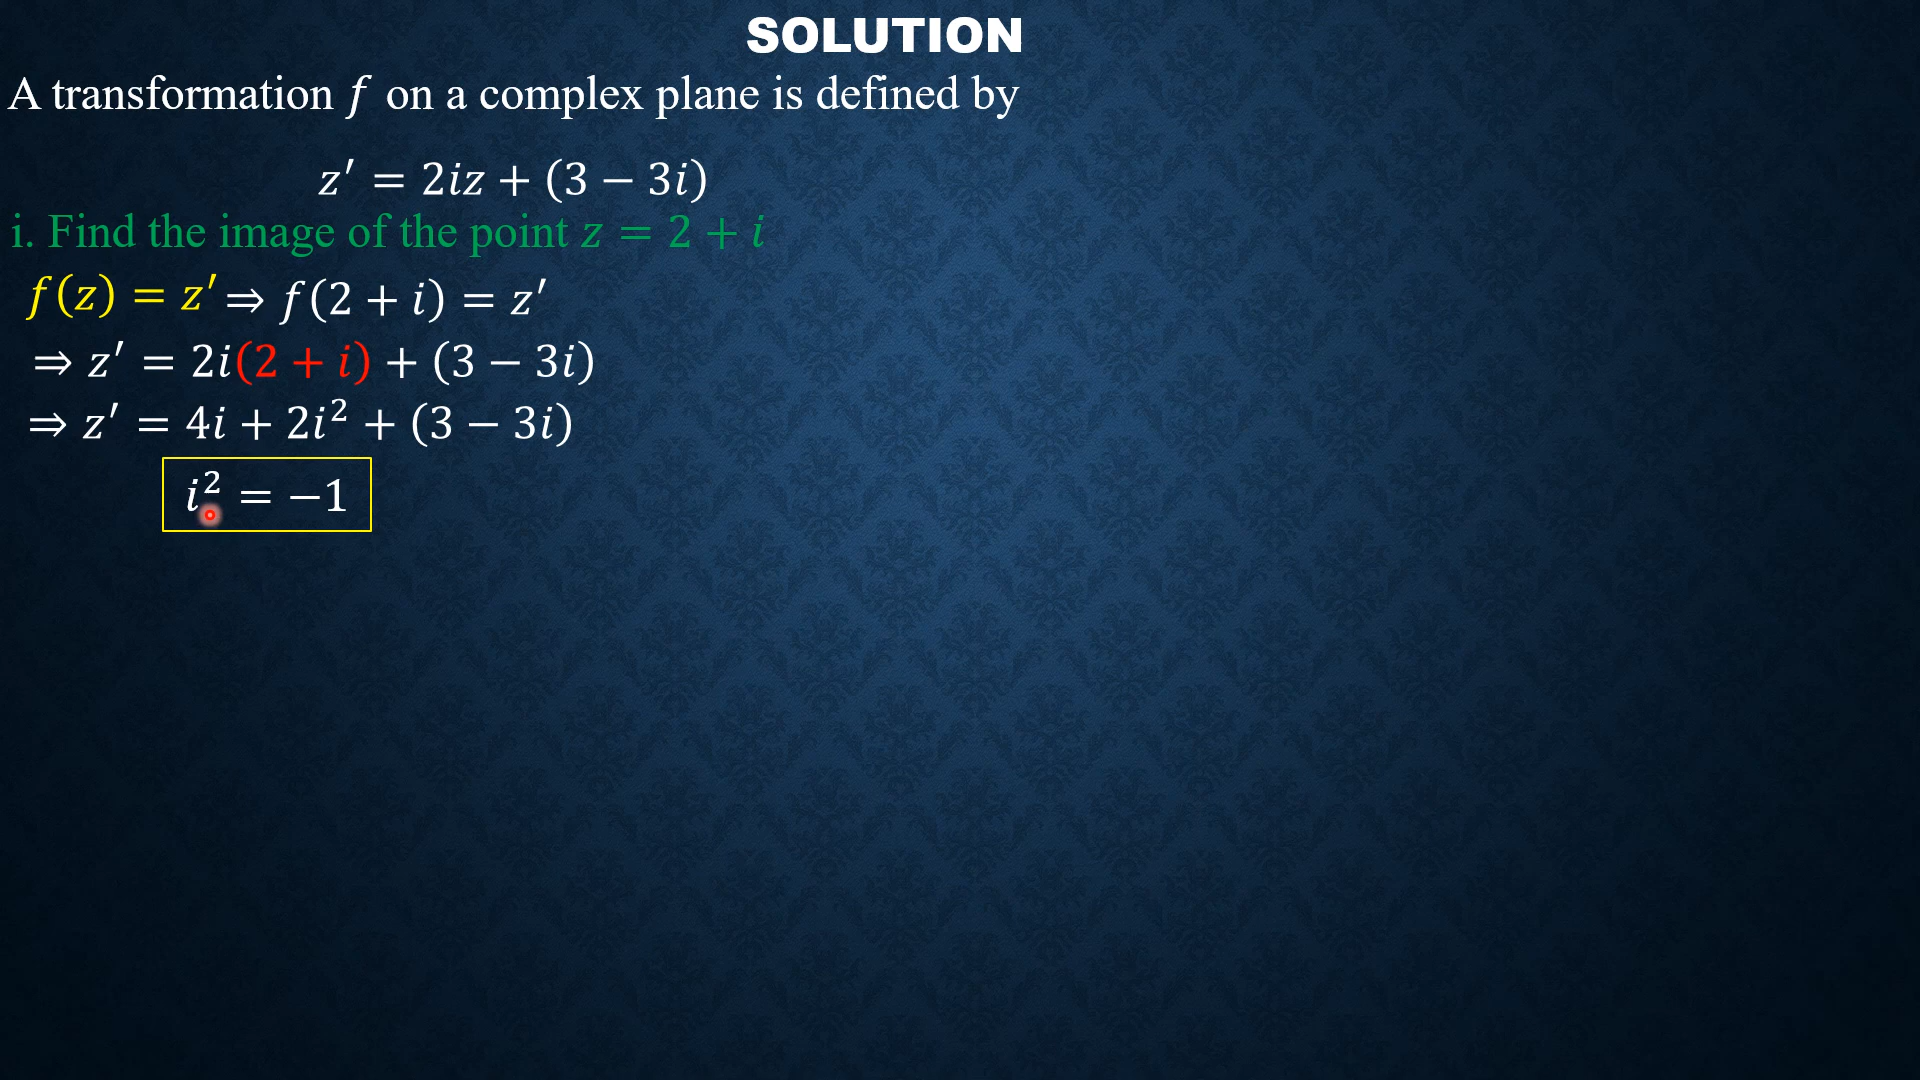 SOLUTION
A transformation f on a complex plane is defined by
z′ = 2iz + (3 − 3i)
i. Find the image of the point z = 2 + i
f(z) = z′ ⇒ f(2 + i) = z′
⇒ z′ = 2i(2 + i) + (3 − 3i)
⇒ z′ = 4i + 2i² + (3 − 3i)
i² = −1